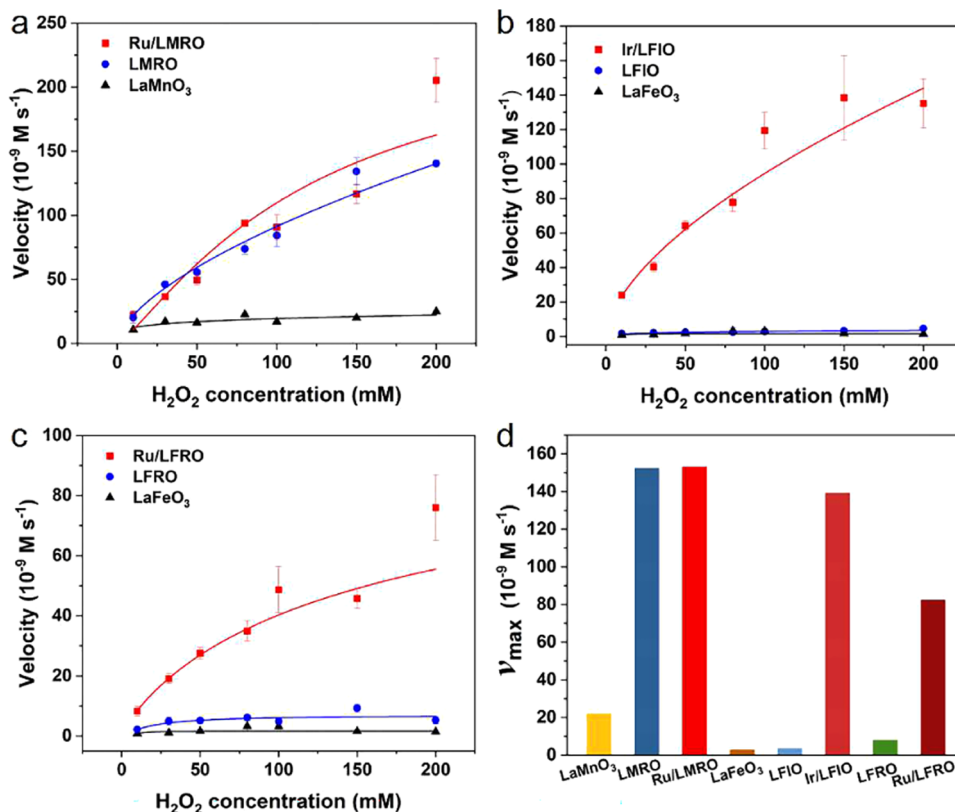 a
Ru/LMRO
LMRO
LaMnO₃
250
200
150
100
50
0
Velocity (10⁻⁹ M s⁻¹)
0 50 100 150 200
H₂O₂ concentration (mM)
b
Ir/LFIO
LFIO
LaFeO₃
180
160
140
120
100
80
60
40
20
0
Velocity (10⁻⁹ M s⁻¹)
0 50 100 150 200
H₂O₂ concentration (mM)
c
Ru/LFRO
LFRO
LaFeO₃
100
80
60
40
20
0
Velocity (10⁻⁹ M s⁻¹)
0 50 100 150 200
H₂O₂ concentration (mM)
d
160
140
120
100
80
60
40
20
0
νmax (10⁻⁹ M s⁻¹)
LaMnO₃ LMRO Ru/LMRO LaFeO₃ LFIO Ir/LFIO LFRO Ru/LFRO